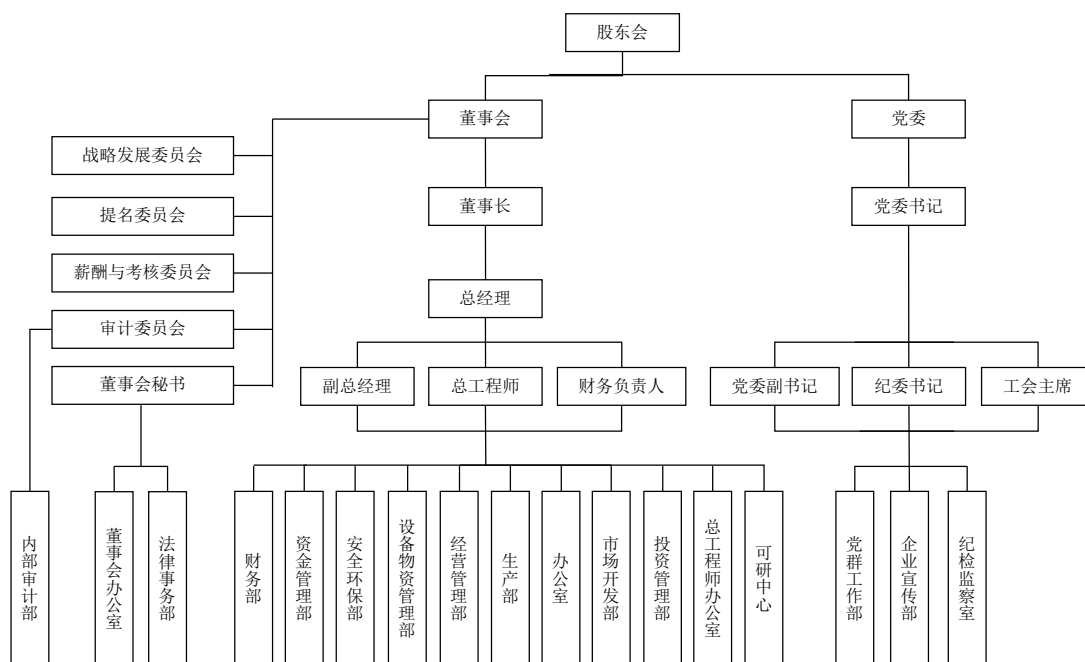 股东会
董事会
党委
战略发展委员会
提名委员会
董事长
党委书记
薪酬与考核委员会
总经理
审计委员会
董事会秘书
副总经理
总工程师
财务负责人
党委副书记
纪委书记
工会主席
内部审计部
董事会办公室
法律事务部
财务部
资金管理部
安全环保部
设备物资管理部
经营管理部
生产部
办公室
市场开发部
投资管理部
总工程师办公室
可研中心
党群工作部
企业宣传部
纪检监察室